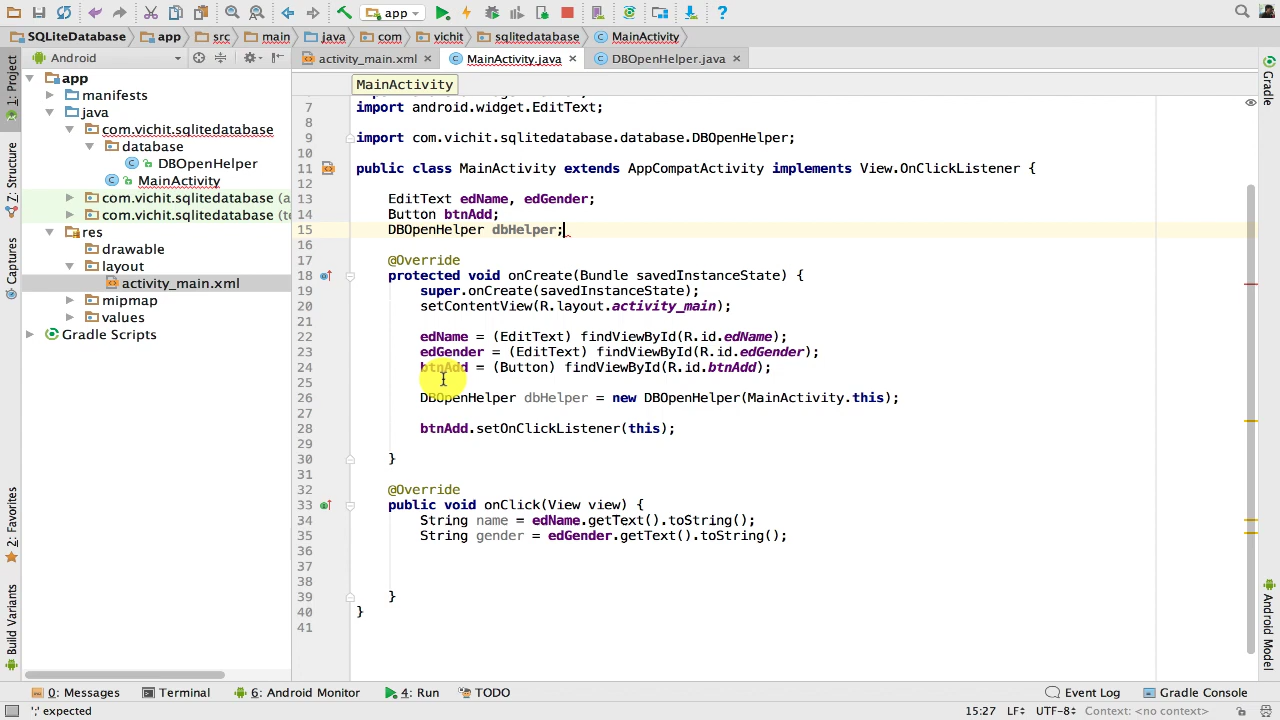 app
SQLiteDatabase app src main java com vichit sqlitedatabase MainActivity
Android
activity_main.xml MainActivity.java DBOpenHelper.java
MainActivity
app
manifests
java
com.vichit.sqlitedatabase
database
DBOpenHelper
MainActivity
com.vichit.sqlitedatabase (a
com.vichit.sqlitedatabase (te
res
drawable
layout
activity_main.xml
mipmap
values
Gradle Scripts
1: Project
7: Structure
Captures
2: Favorites
Build Variants
7 import android.widget.EditText;
8
9 import com.vichit.sqlitedatabase.database.DBOpenHelper;
10
11 public class MainActivity extends AppCompatActivity implements View.OnClickListener {
12
13 EditText edName, edGender;
14 Button btnAdd;
15 DBOpenHelper dbHelper;
16
17 @Override
18 protected void onCreate(Bundle savedInstanceState) {
19 super.onCreate(savedInstanceState);
20 setContentView(R.layout.activity_main);
21
22 edName = (EditText) findViewById(R.id.edName);
23 edGender = (EditText) findViewById(R.id.edGender);
24 btnAdd = (Button) findViewById(R.id.btnAdd);
25
26 DBOpenHelper dbHelper = new DBOpenHelper(MainActivity.this);
27
28 btnAdd.setOnClickListener(this);
29
30 }
31
32 @Override
33 public void onClick(View view) {
34 String name = edName.getText().toString();
35 String gender = edGender.getText().toString();
36
37
38
39 }
40 }
41
Gradle
Android Model
0: Messages Terminal 6: Android Monitor 4: Run TODO Event Log Gradle Console
';' expected 15:27 LF÷ UTF-8÷ Context: <no context>